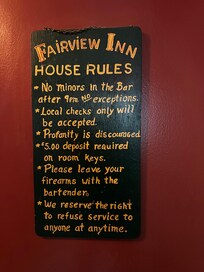 FAIRVIEW INN
HOUSE RULES
* No minors in the Bar
after 9PM NO exceptions.
* Local checks only will
be accepted.
* Profanity is discouraged
* $5.00 deposit required
on room keys.
* Please leave your
firearms with the
bartender.
* We reserve the right
to refuse service to
anyone at anytime.